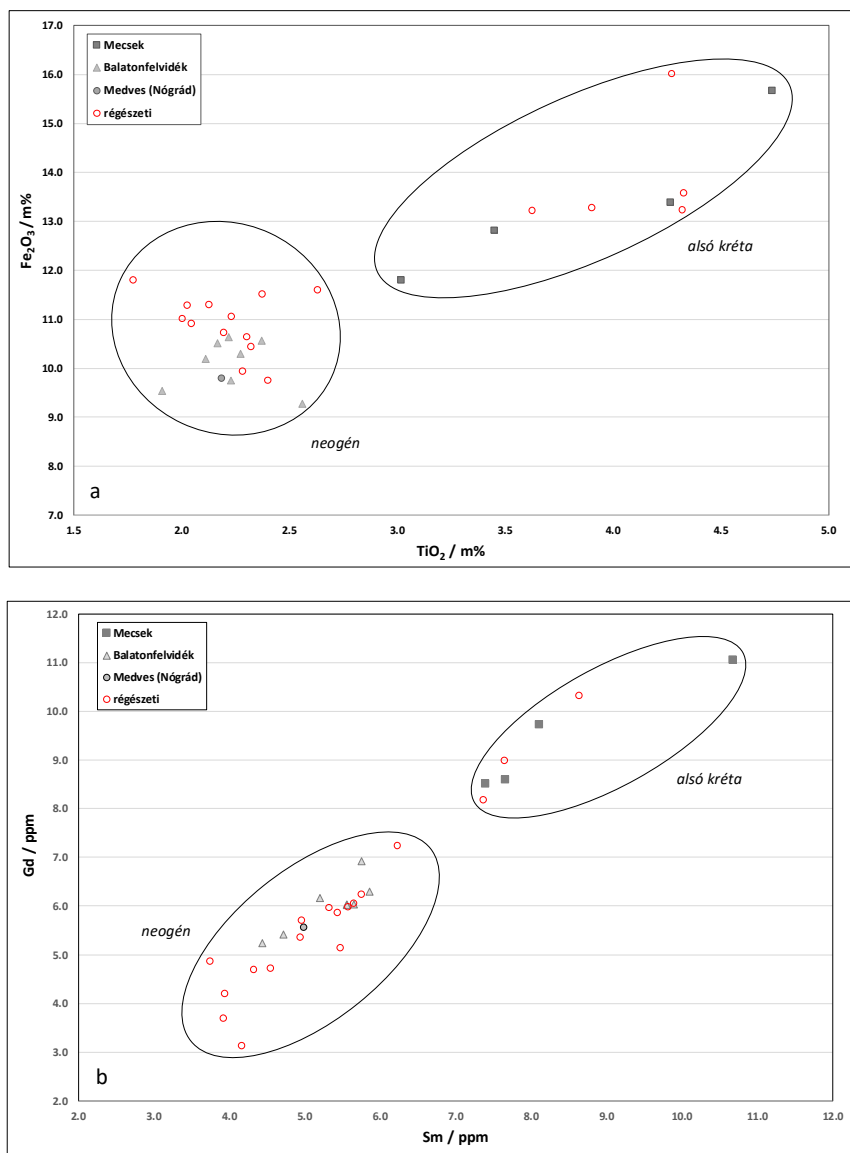 17.0
16.0
15.0
14.0
13.0
12.0
11.0
10.0
9.0
8.0
7.0
Fe₂O₃ / m%
Mecsek
Balatonfelvidék
Medves (Nógrád)
régészeti
alsó kréta
neogén
a
1.5 2.0 2.5 3.0 3.5 4.0 4.5 5.0
TiO₂ / m%
12.0
11.0
10.0
9.0
8.0
7.0
6.0
5.0
4.0
3.0
2.0
Gd / ppm
Mecsek
Balatonfelvidék
Medves (Nógrád)
régészeti
alsó kréta
neogén
b
2.0 3.0 4.0 5.0 6.0 7.0 8.0 9.0 10.0 11.0 12.0
Sm / ppm